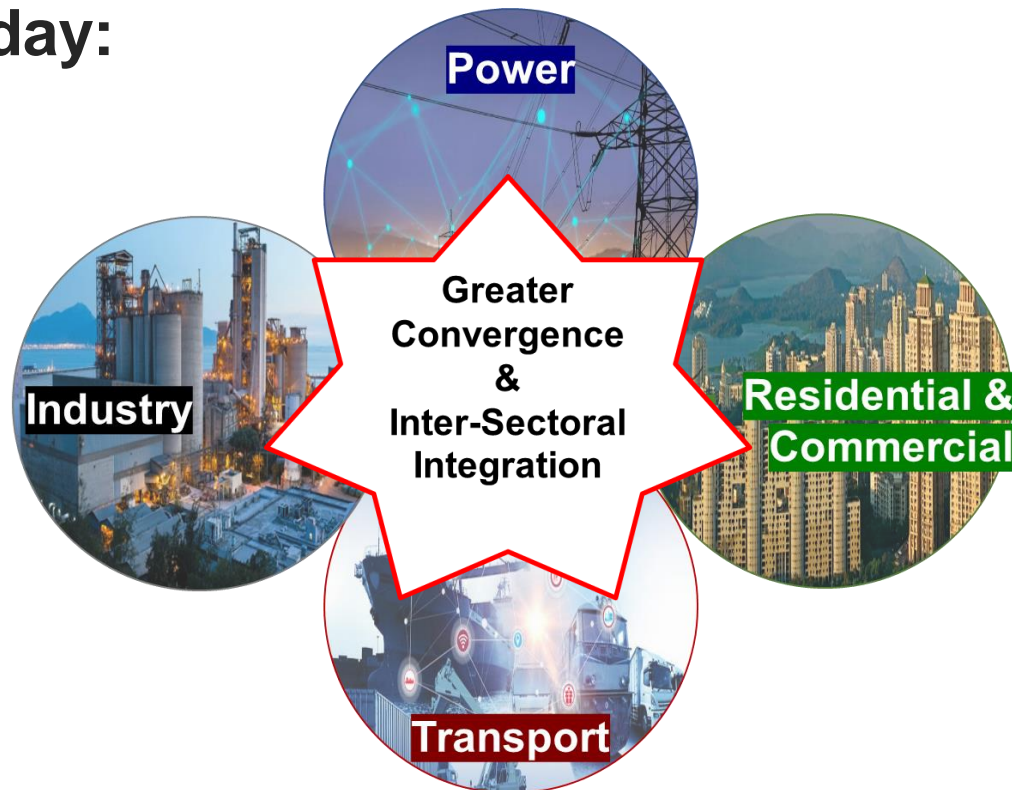 day:
Power
Greater
Convergence
&
Inter-Sectoral
Integration
Industry
Residential &
Commercial
Transport